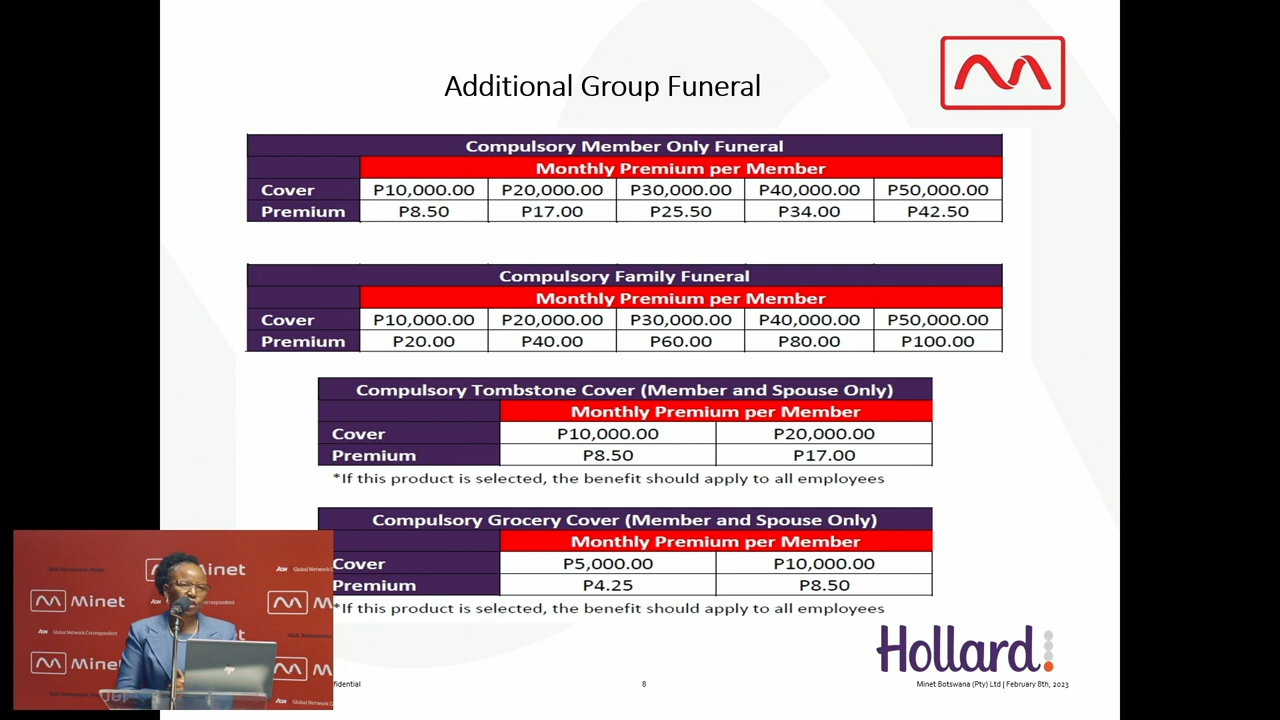 Additional Group Funeral
Compulsory Member Only Funeral
Monthly Premium per Member
Cover P10,000.00 P20,000.00 P30,000.00 P40,000.00 P50,000.00
Premium P8.50 P17.00 P25.50 P34.00 P42.50
Compulsory Family Funeral
Monthly Premium per Member
Cover P10,000.00 P20,000.00 P30,000.00 P40,000.00 P50,000.00
Premium P20.00 P40.00 P60.00 P80.00 P100.00
Compulsory Tombstone Cover (Member and Spouse Only)
Monthly Premium per Member
Cover P10,000.00 P20,000.00
Premium P8.50 P17.00
*If this product is selected, the benefit should apply to all employees
Compulsory Grocery Cover (Member and Spouse Only)
Monthly Premium per Member
Cover P5,000.00 P10,000.00
Premium P4.25 P8.50
*If this product is selected, the benefit should apply to all employees
Hollard
8
Minet Botswana (Pty) Ltd | February 8th, 2023
Minet
AON Global Network Correspondent
Minet
hp